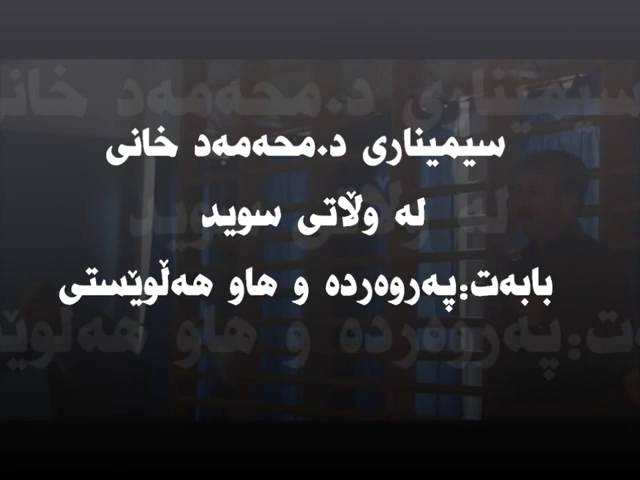 سیمیناری د.محەمەد خانی
لە وڵاتی سوید
بابەت:پەروەردە و هاو هەڵوێستی